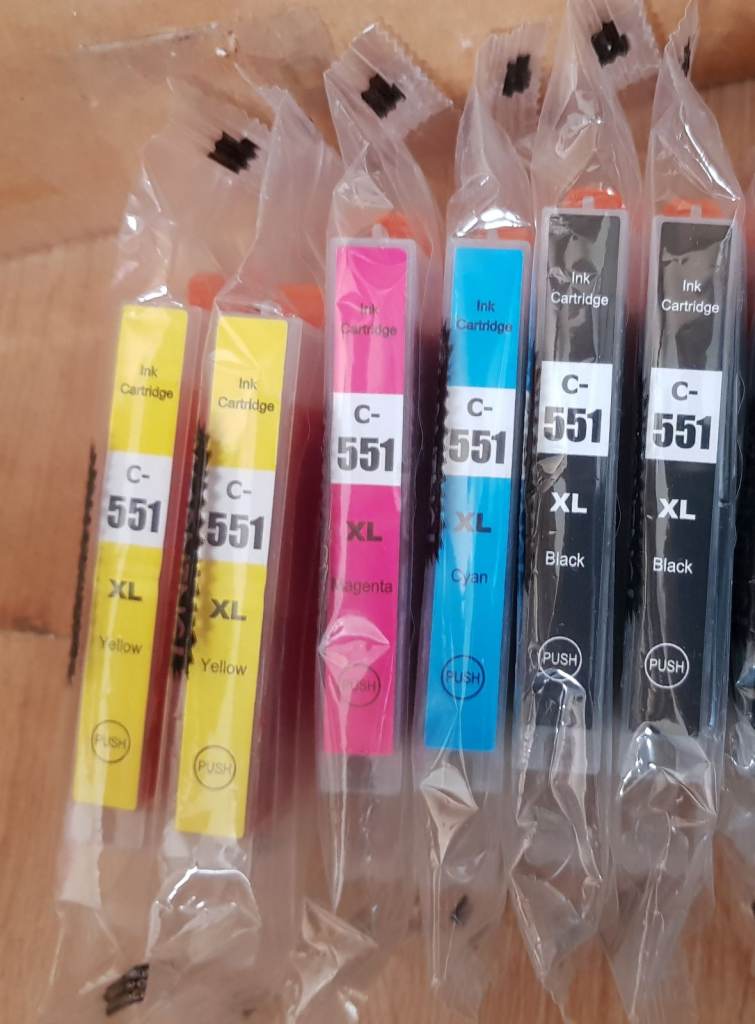 Ink
Cartridge
C-
551
XL
Yellow
PUSH
Ink
Cartridge
C-
551
XL
Yellow
PUSH
Ink
Cartridge
C-
551
XL
Magenta
PUSH
Ink
Cartridge
C-
551
XL
Cyan
PUSH
Ink
Cartridge
C-
551
XL
Black
PUSH
Ink
Cartridge
C-
551
XL
Black
PUSH